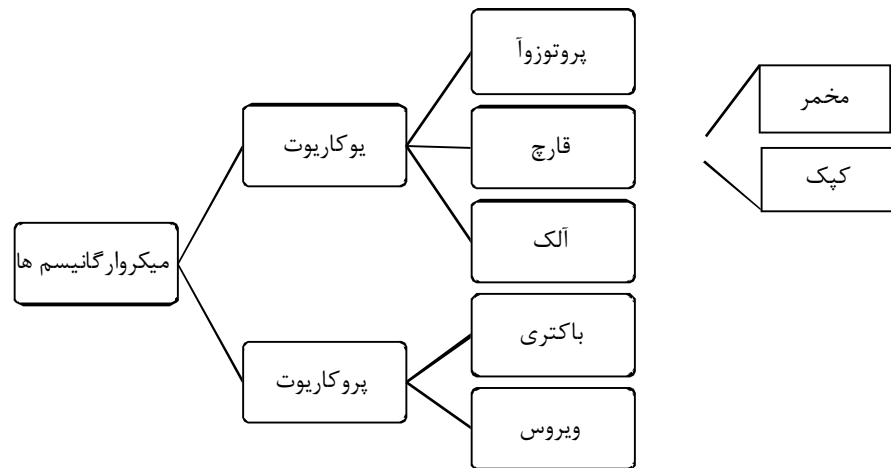 میکروارگانیسم ها
یوکاریوت
پروتوزوآ
قارچ
مخمر
کپک
آلک
پروکاریوت
باکتری
ویروس